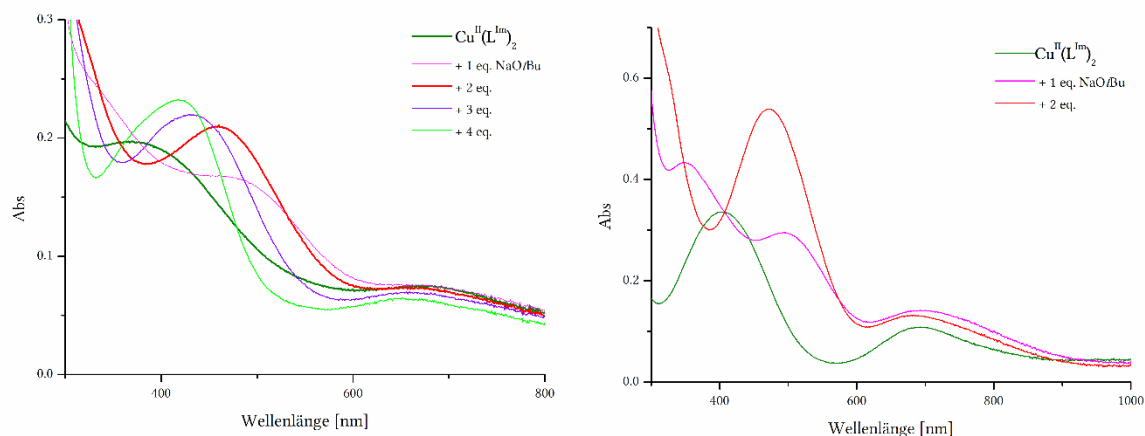 0.3
0.2
0.1
0.0
Abs
400
600
800
Wellenlänge [nm]
Cu^II(L^Im)_2
+ 1 eq. NaOtBu
+ 2 eq.
+ 3 eq.
+ 4 eq.
0.6
0.4
0.2
0.0
Abs
400
600
800
1000
Wellenlänge [nm]
Cu^II(L^Im)_2
+ 1 eq. NaOtBu
+ 2 eq.